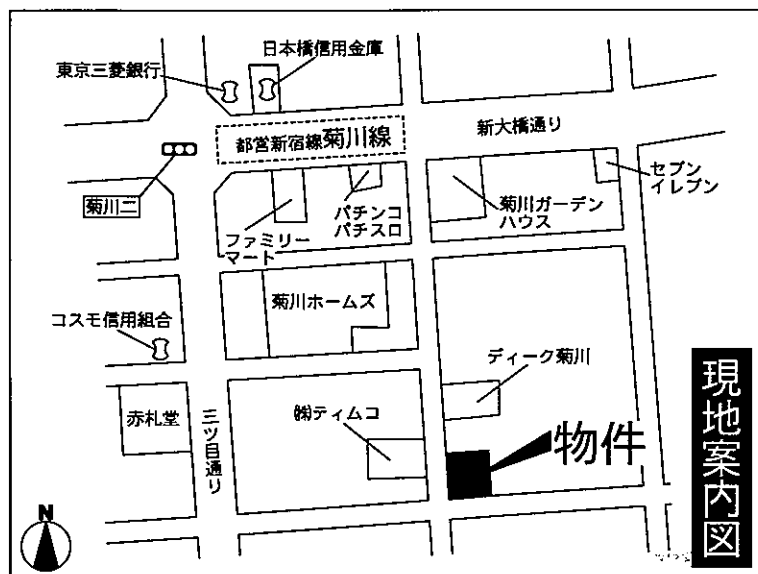 日本橋信用金庫
東京三菱銀行
都営新宿線菊川線
新大橋通り
菊川二
セブン
イレブン
パチンコ
パチスロ
菊川ガーデン
ハウス
ファミリー
マート
菊川ホームズ
コスモ信用組合
ディーク菊川
赤札堂
三ツ目通り
㈱ティムコ
物件
現地案内図
N